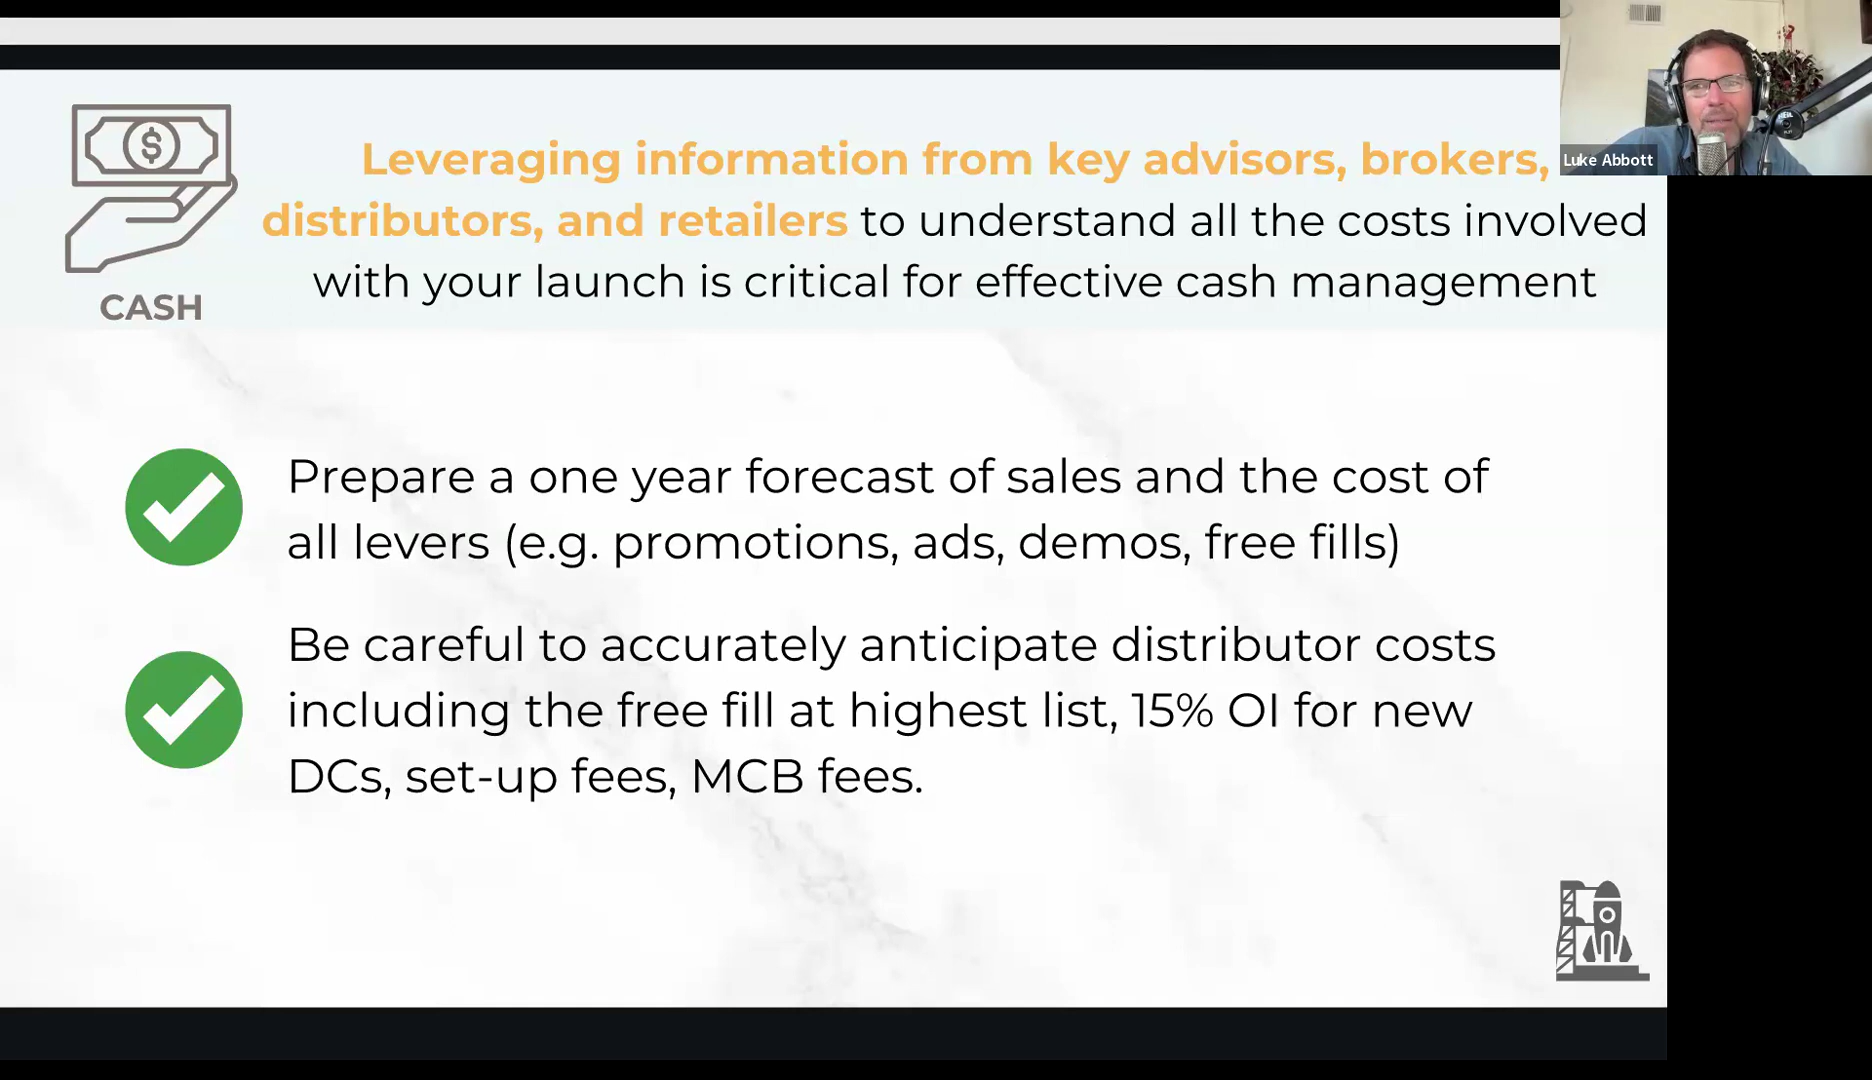 Leveraging information from key advisors, brokers,
distributors, and retailers to understand all the costs involved
with your launch is critical for effective cash management
CASH
Luke Abbott
Prepare a one year forecast of sales and the cost of
all levers (e.g. promotions, ads, demos, free fills)
Be careful to accurately anticipate distributor costs
including the free fill at highest list, 15% OI for new
DCs, set-up fees, MCB fees.